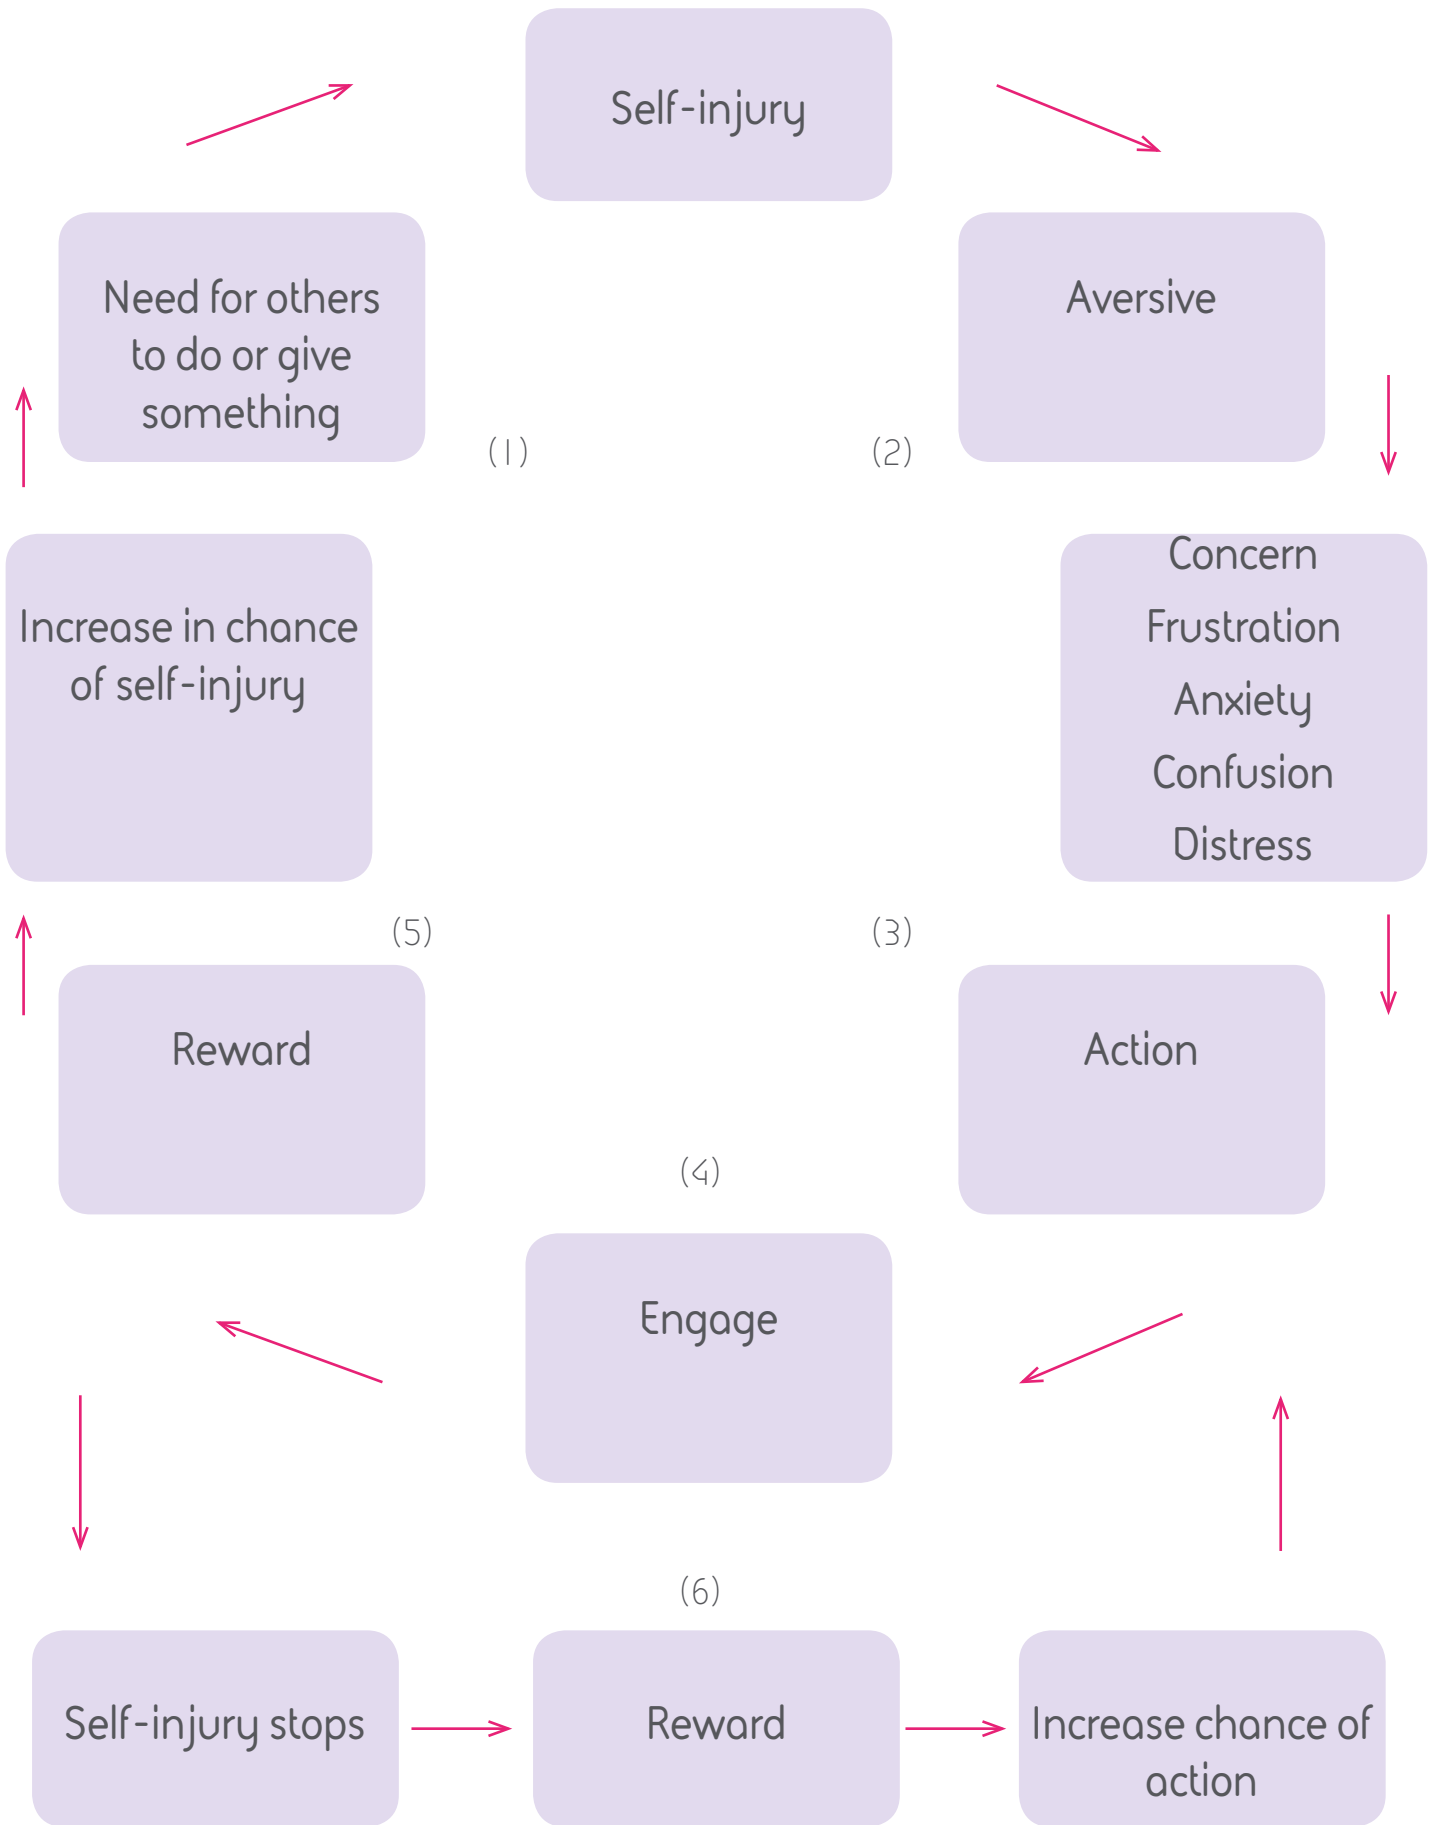 Self-injury
Need for others
to do or give
something
Aversive
(1)
(2)
Concern
Frustration
Anxiety
Confusion
Distress
Increase in chance
of self-injury
(5)
(3)
Reward
Action
(4)
Engage
(6)
Self-injury stops
Reward
Increase chance of
action